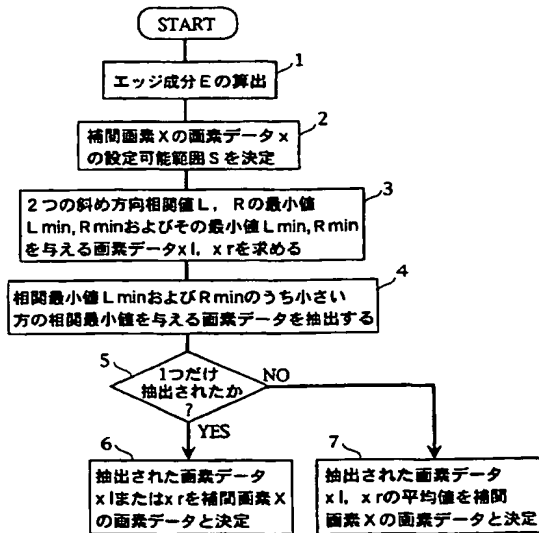 START
1
エッジ成分Eの算出
2
補間画素Xの画素データx
の設定可能範囲Sを決定
3
2つの斜め方向相関値L, Rの最小値
Lmin, Rminおよびその最小値Lmin, Rmin
を与える画素データxl, xrを求める
4
相関最小値LminおよびRminのうち小さい
方の相関最小値を与える画素データを抽出する
5
1つだけ
抽出されたか
?
NO
YES
6
抽出された画素データ
xlまたはxrを補間画素X
の画素データと決定
7
抽出された画素データ
xl, xrの平均値を補間
画素Xの画素データと決定